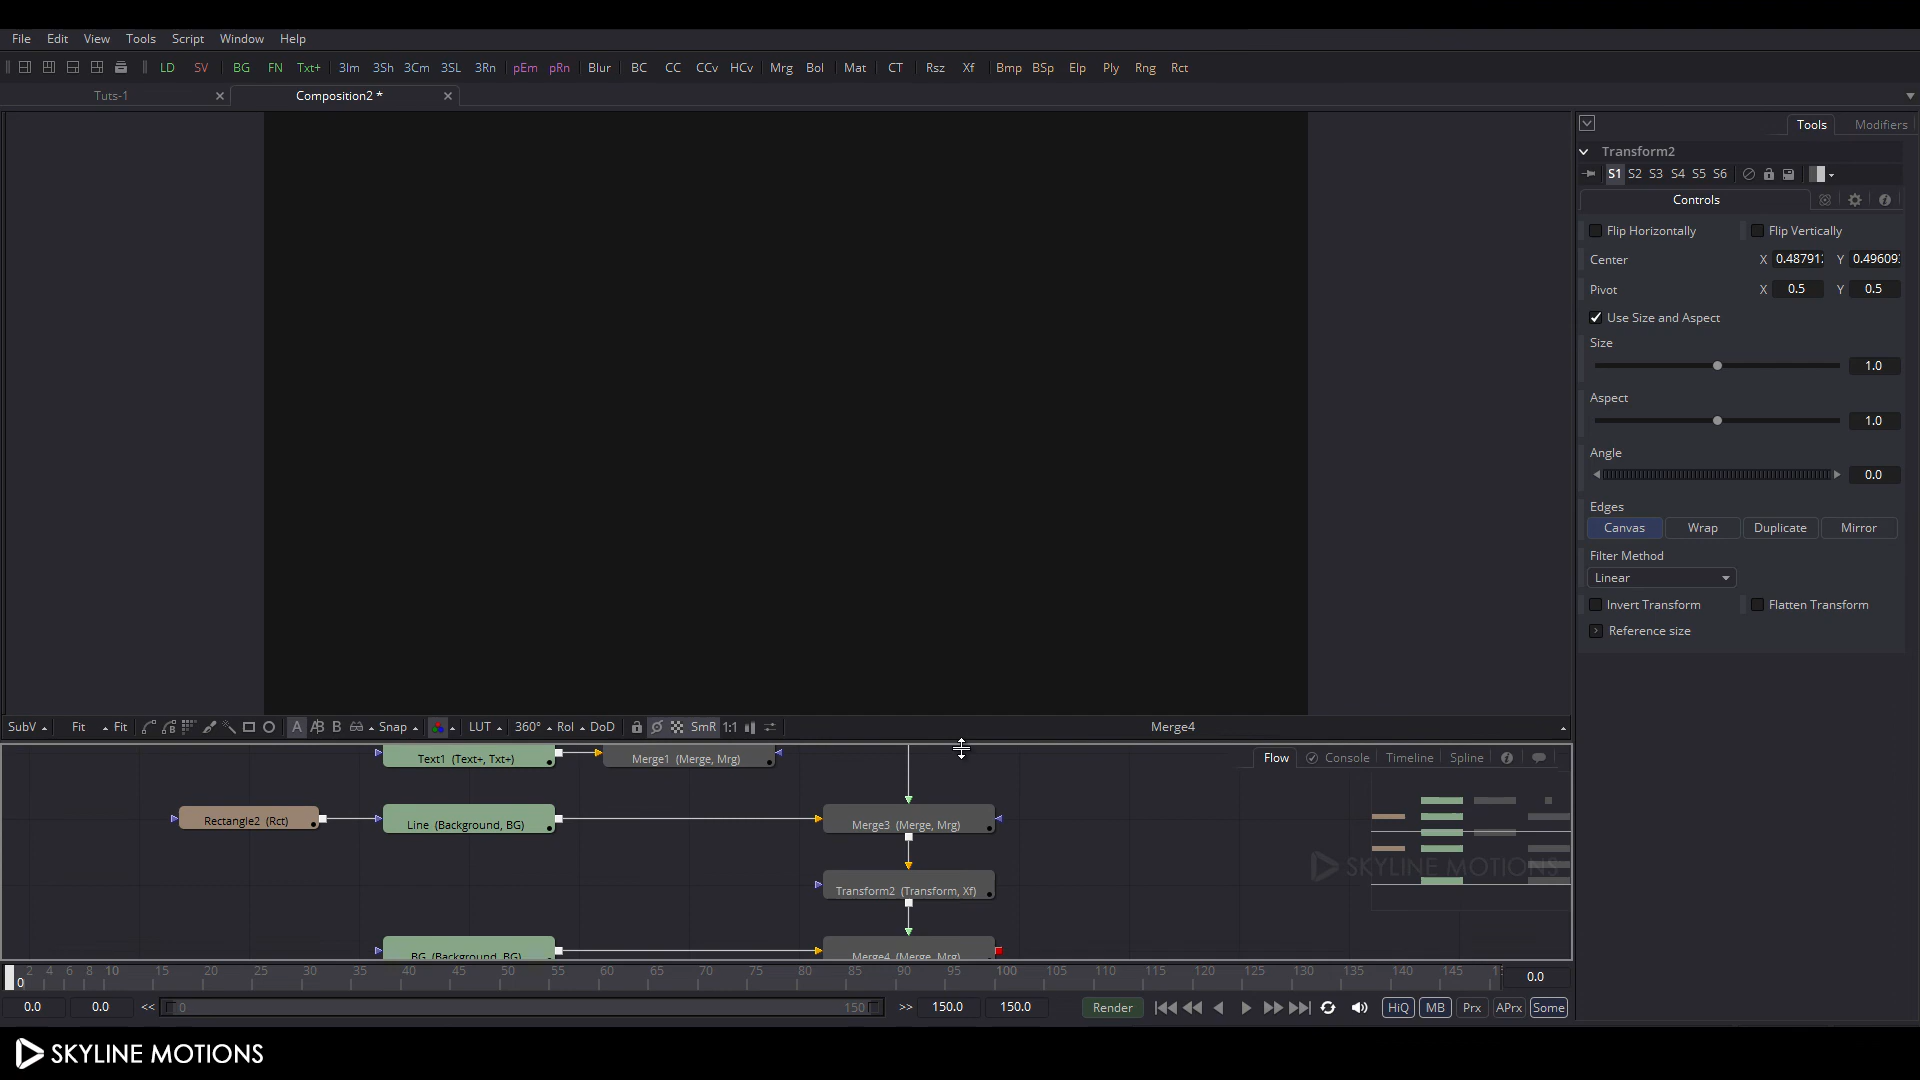 File Edit View Tools Script Window Help
LD SV BG FN Txt+ 3Im 3Sh 3Cm 3SL 3Rn pEm pRn Blur BC CC CCv HCv Mrg Bol Mat CT Rsz Xf Bmp BSp Elp Ply Rng Rct
Tuts-1 Composition2 *
Tools Modifiers
Transform2
S1 S2 S3 S4 S5 S6
Controls
Flip Horizontally Flip Vertically
Center X 0.48791 Y 0.49609
Pivot X 0.5 Y 0.5
Use Size and Aspect
Size
1.0
Aspect
1.0
Angle
0.0
Edges
Canvas Wrap Duplicate Mirror
Filter Method
Linear
Invert Transform Flatten Transform
Reference size
SubV Fit Fit A AB B Snap LUT 360° RoI DoD SmR 1:1 Merge4
Flow Console Timeline Spline
Text1 (Text+, Txt+) Merge1 (Merge, Mrg)
Rectangle2 (Rct) Line (Background, BG) Merge3 (Merge, Mrg)
SKYLINE MOTIONS
Transform2 (Transform, Xf)
BG (Background, BG) Merge4 (Merge, Mrg)
0 2 4 6 8 10 15 20 25 30 35 40 45 50 55 60 65 70 75 80 85 90 95 100 105 110 115 120 125 130 135 140 145 0.0
0.0 0.0 << 0 150 >> 150.0 150.0 Render HiQ MB Prx APrx Some
SKYLINE MOTIONS